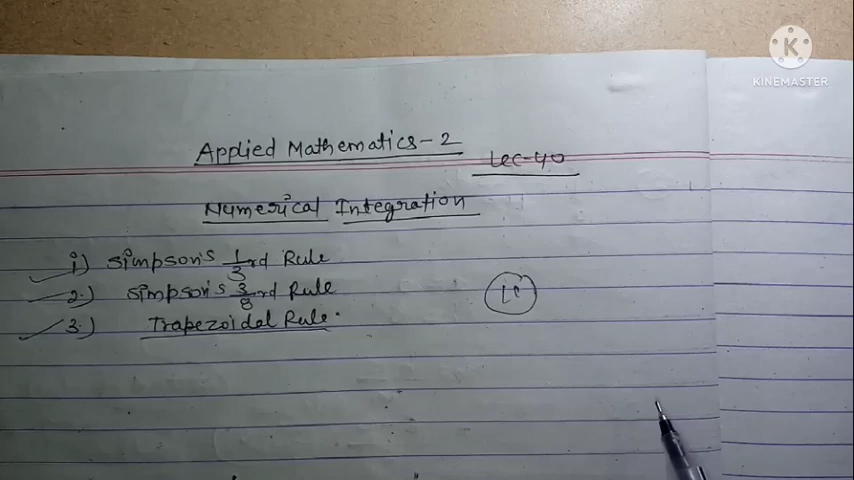 KINEMASTER
Applied Mathematics-2
Lec-40
Numerical Integration
i) Simpson's 1/3rd Rule
2.) Simpson's 3/8rd Rule
3.) Trapezoidal Rule.